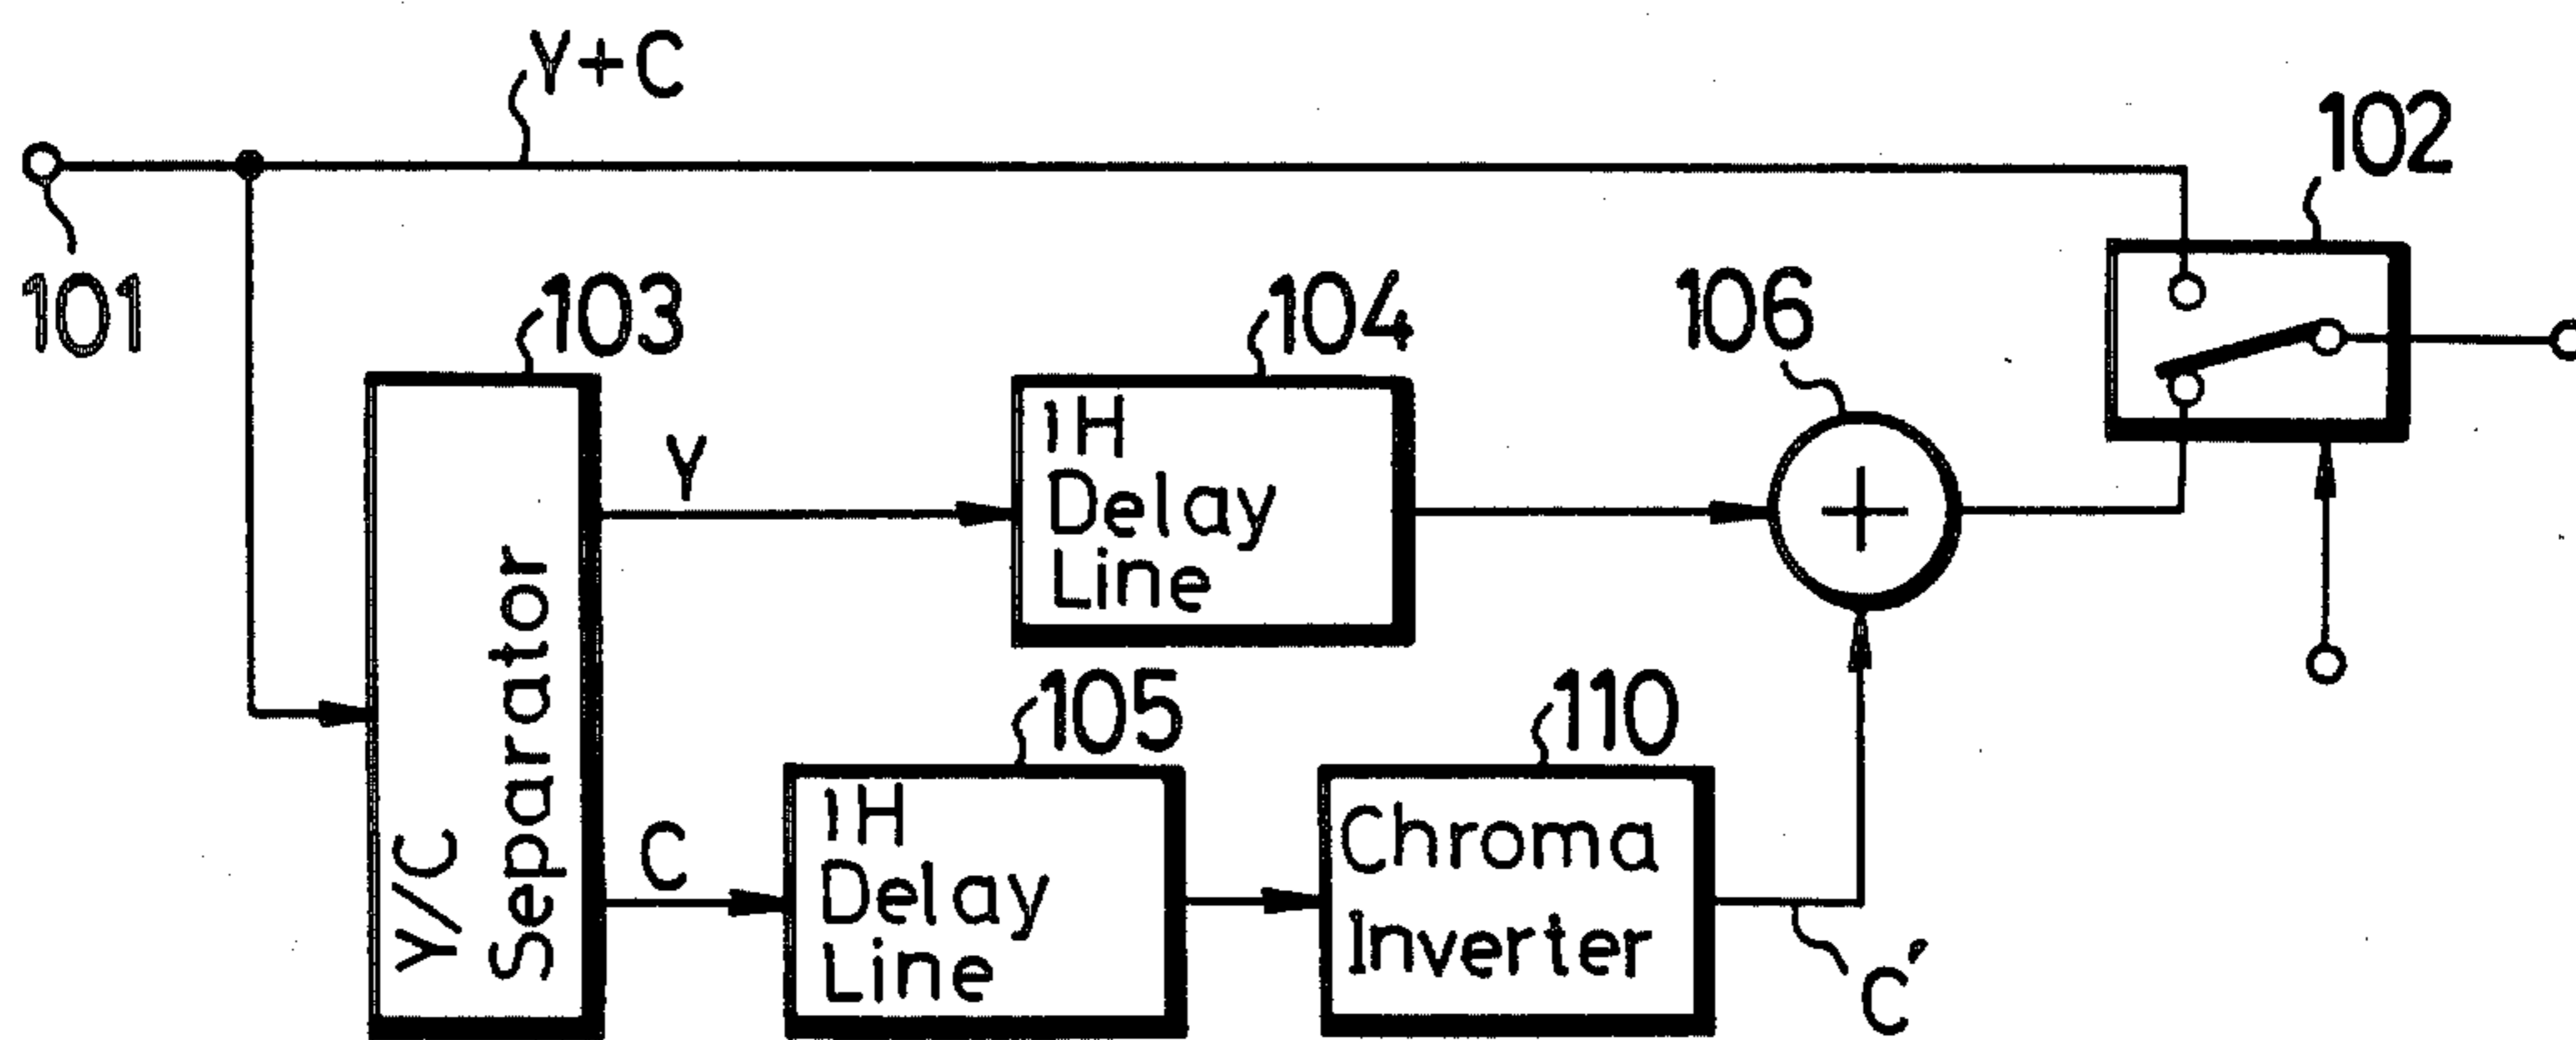 Y+C
102
101
103
104
106
1H
Delay
Line
Y
Y/C
Separator
105
110
C
1H
Delay
Line
Chroma
Inverter
C'